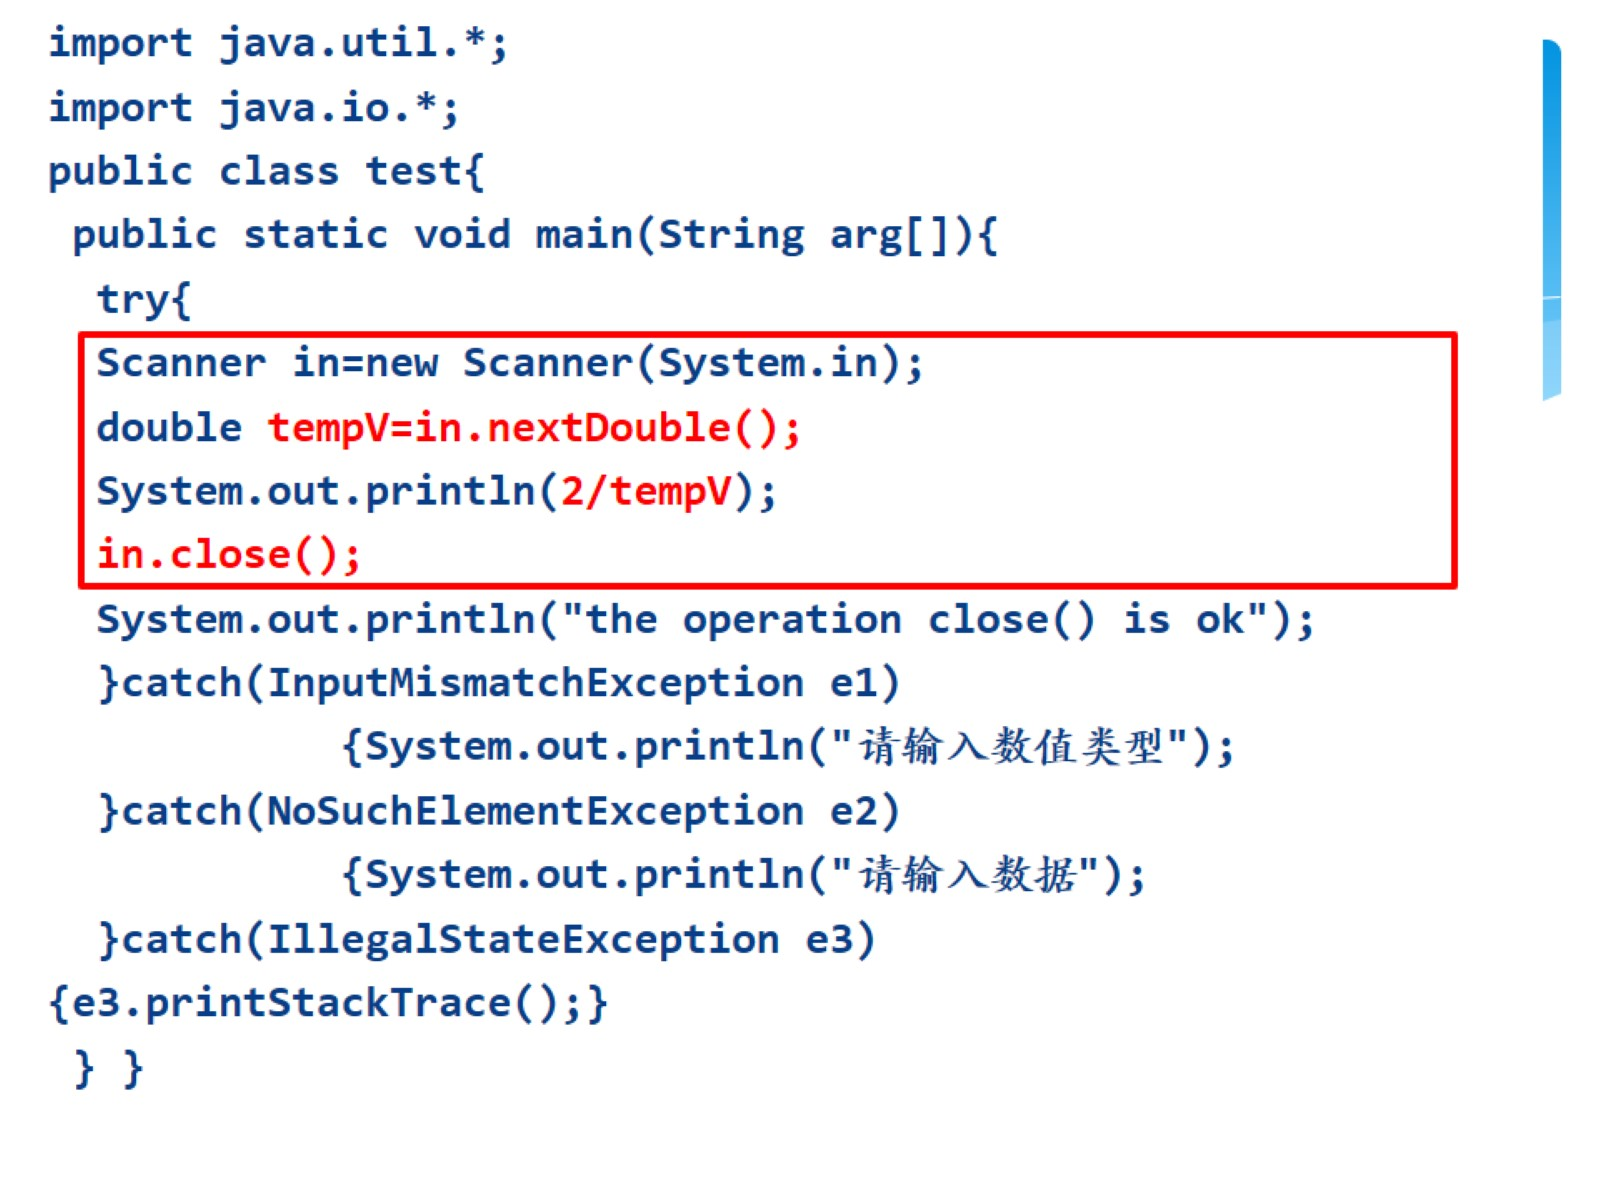 import java.util.*;
import java.io.*;
public class test{
public static void main(String arg[]){
try{
Scanner in=new Scanner(System.in);
double tempV=in.nextDouble();
System.out.println(2/tempV);
in.close();
System.out.println("the operation close() is ok");
}catch(InputMismatchException e1)
{System.out.println("请输入数值类型");
}catch(NoSuchElementException e2)
{System.out.println("请输入数据");
}catch(IllegalStateException e3)
{e3.printStackTrace();}
} }